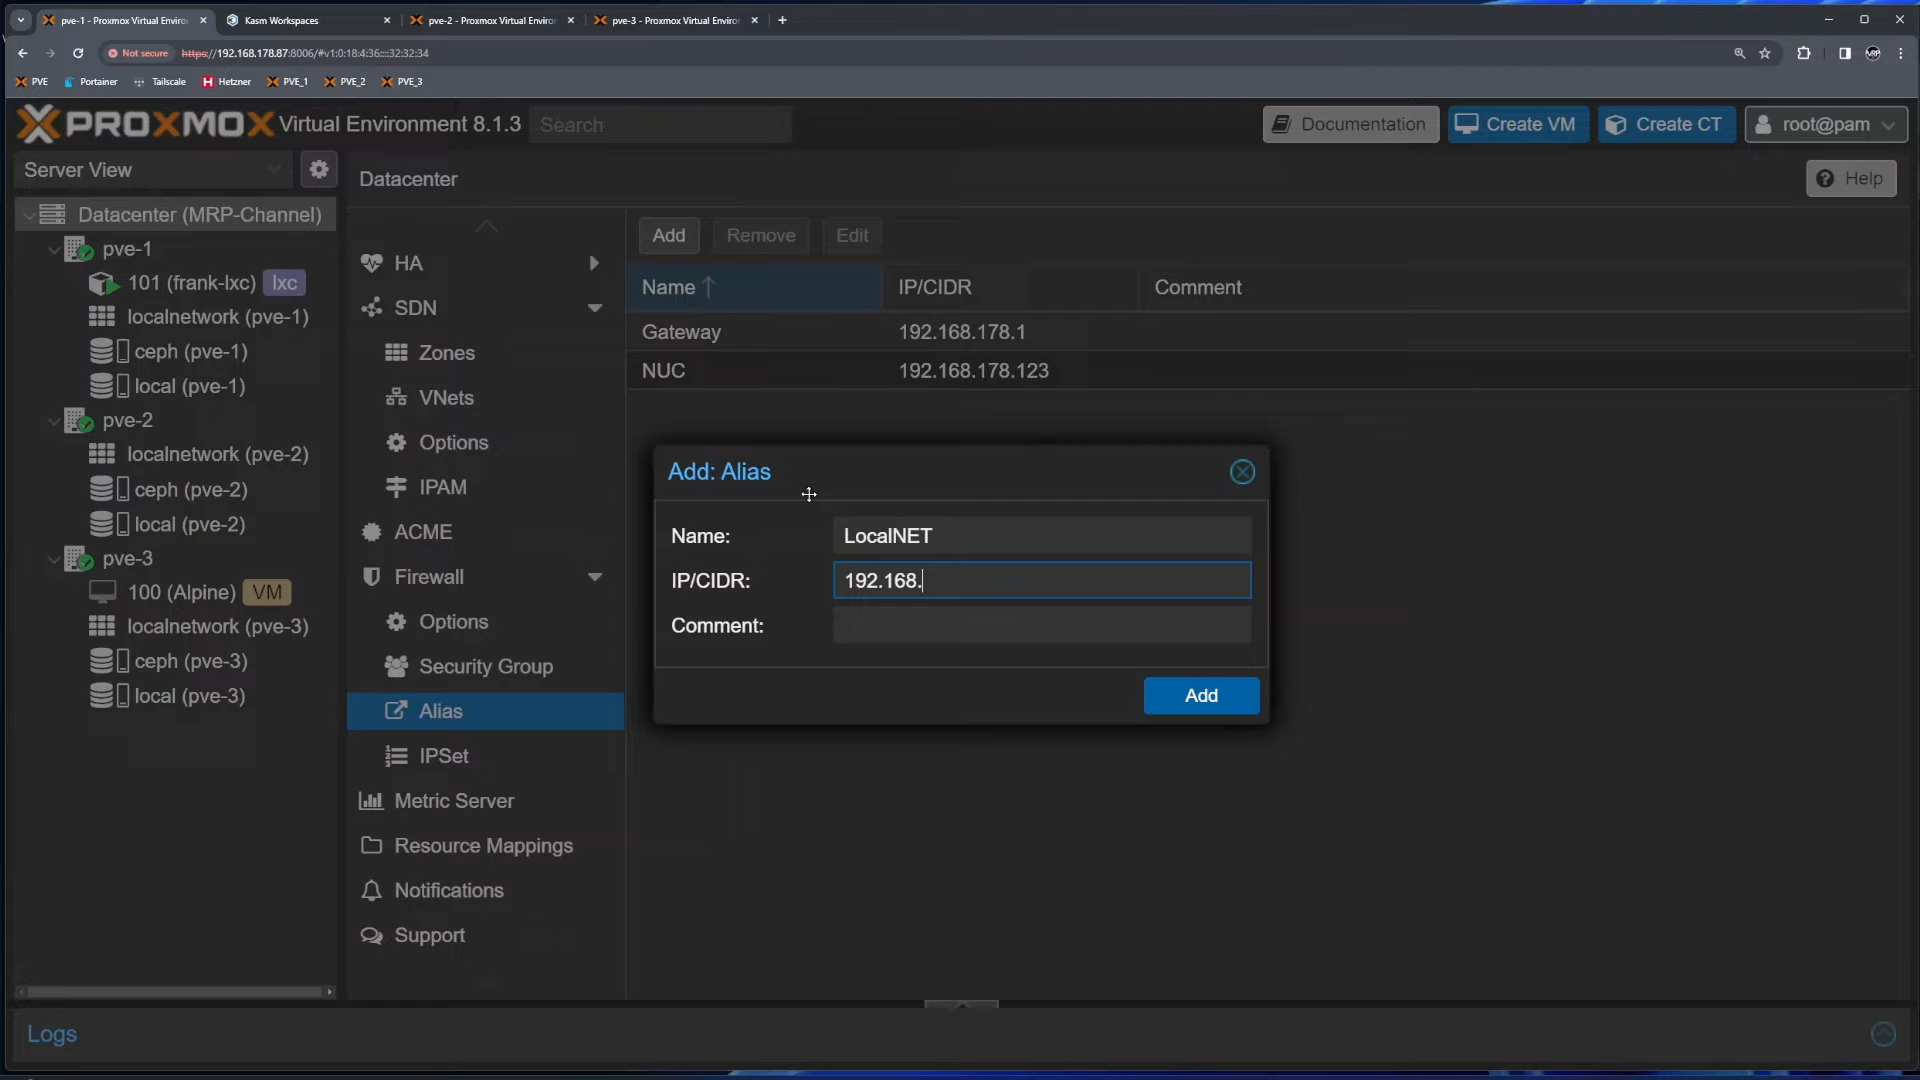 pve-1 - Proxmox Virtual Enviro
Kasm Workspaces
pve-2 - Proxmox Virtual Enviro
pve-3 - Proxmox Virtual Enviro
Not secure
https://192.168.178.87:8006/#v1:0:18:4:36::::32:32:34
PVE
Portainer
Tailscale
Hetzner
PVE_1
PVE_2
PVE_3
PROXMOX Virtual Environment 8.1.3
Search
Documentation
Create VM
Create CT
root@pam
Server View
Datacenter
Help
Datacenter (MRP-Channel)
pve-1
101 (frank-lxc) lxc
localnetwork (pve-1)
ceph (pve-1)
local (pve-1)
pve-2
localnetwork (pve-2)
ceph (pve-2)
local (pve-2)
pve-3
100 (Alpine) VM
localnetwork (pve-3)
ceph (pve-3)
local (pve-3)
HA
SDN
Zones
VNets
Options
IPAM
ACME
Firewall
Options
Security Group
Alias
IPSet
Metric Server
Resource Mappings
Notifications
Support
Add
Remove
Edit
Name
IP/CIDR
Comment
Gateway
192.168.178.1
NUC
192.168.178.123
Add: Alias
Name:
LocalNET
IP/CIDR:
192.168.
Comment:
Add
Logs